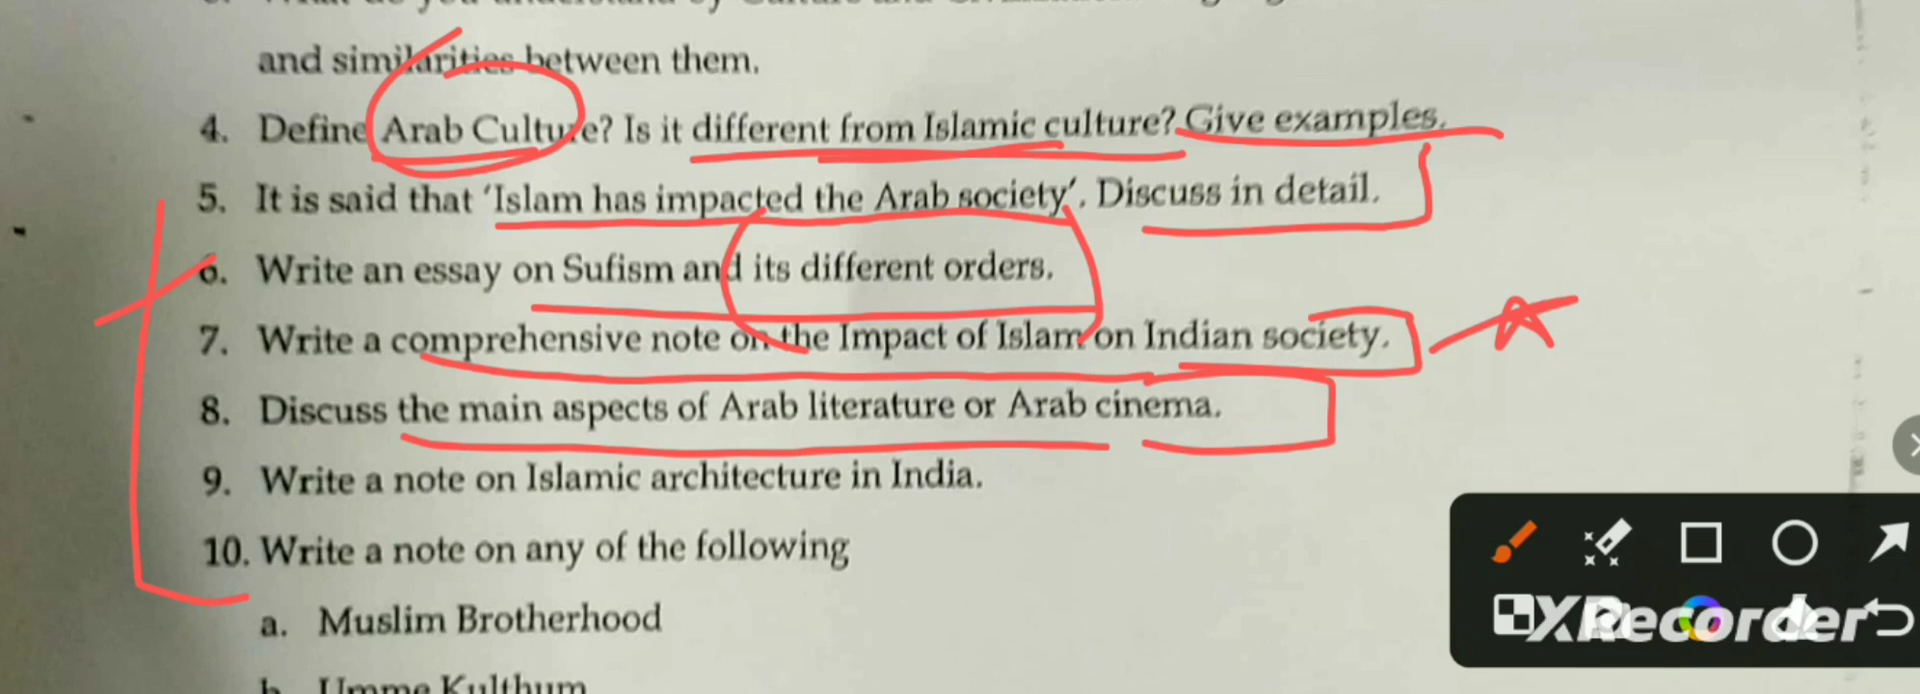 and similarities between them.
4. Define Arab Culture? Is it different from Islamic culture? Give examples.
5. It is said that ‘Islam has impacted the Arab society’. Discuss in detail.
6. Write an essay on Sufism and its different orders.
7. Write a comprehensive note on the Impact of Islam on Indian society.
8. Discuss the main aspects of Arab literature or Arab cinema.
9. Write a note on Islamic architecture in India.
10. Write a note on any of the following
a. Muslim Brotherhood
b. Umme Kulthum
XRecorder